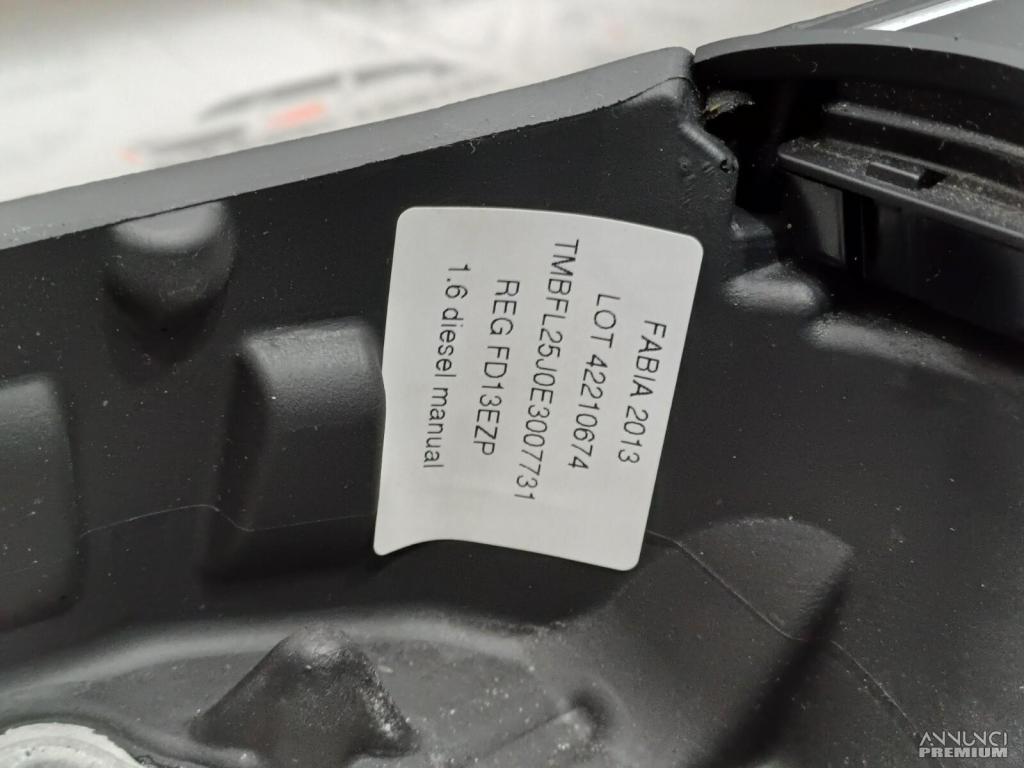 FABIA 2013
LOT 42210674
TMBFL25J0E3007731
REG FD13EZP
1.6 diesel manual
ANNUNCI
PREMIUM